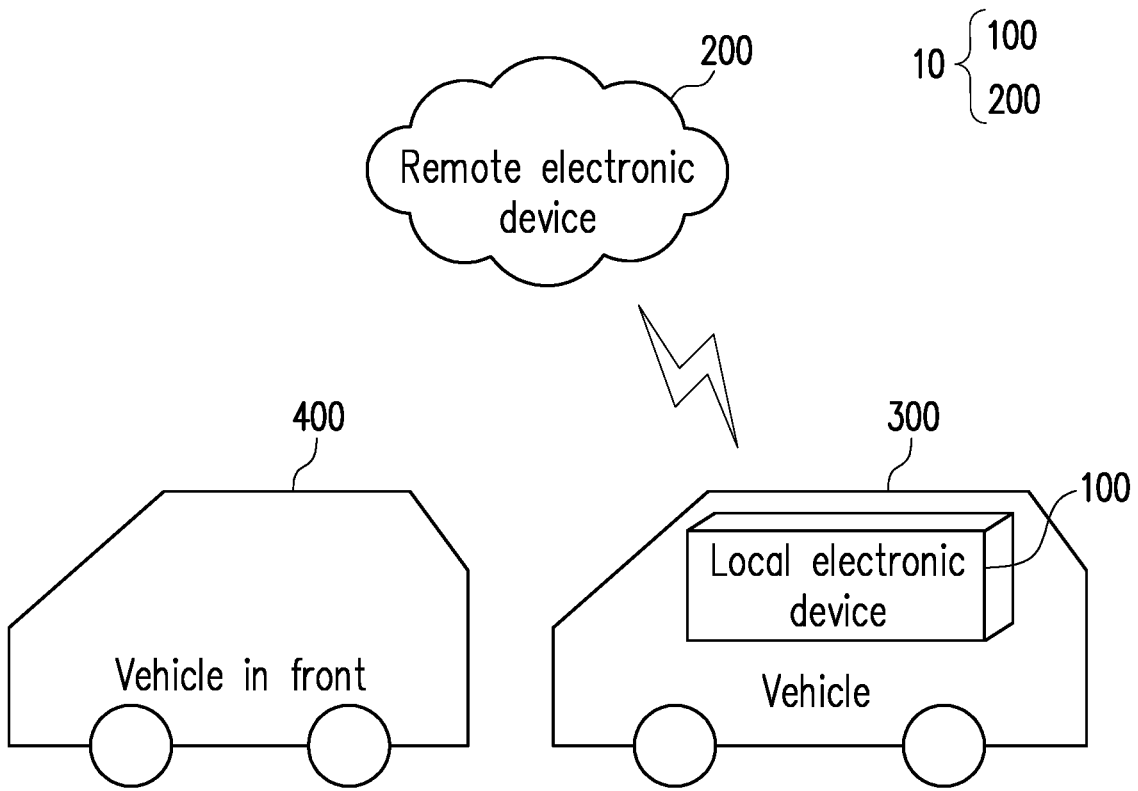 200
10
100
200
Remote electronic
device
400
300
100
Local electronic
device
Vehicle in front
Vehicle